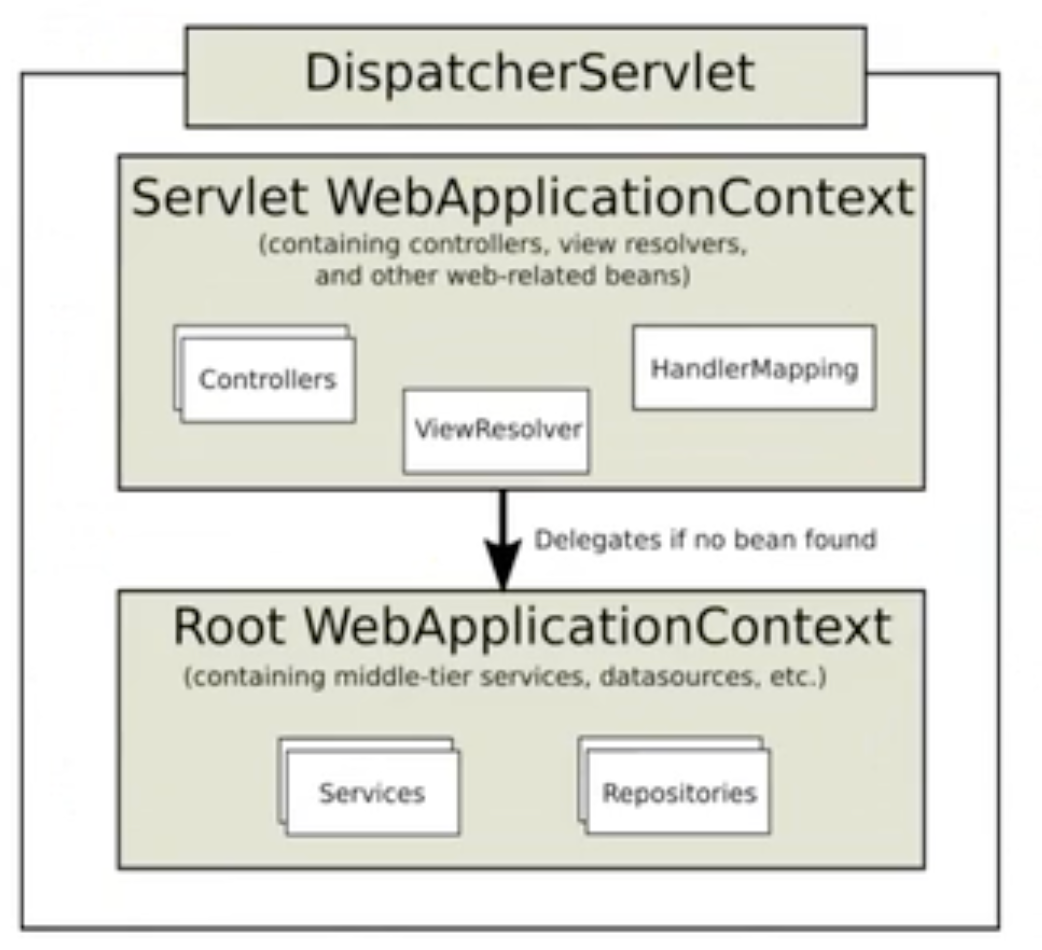 DispatcherServlet
Servlet WebApplicationContext
(containing controllers, view resolvers,
and other web-related beans)
Controllers
HandlerMapping
ViewResolver
Delegates if no bean found
Root WebApplicationContext
(containing middle-tier services, datasources, etc.)
Services
Repositories